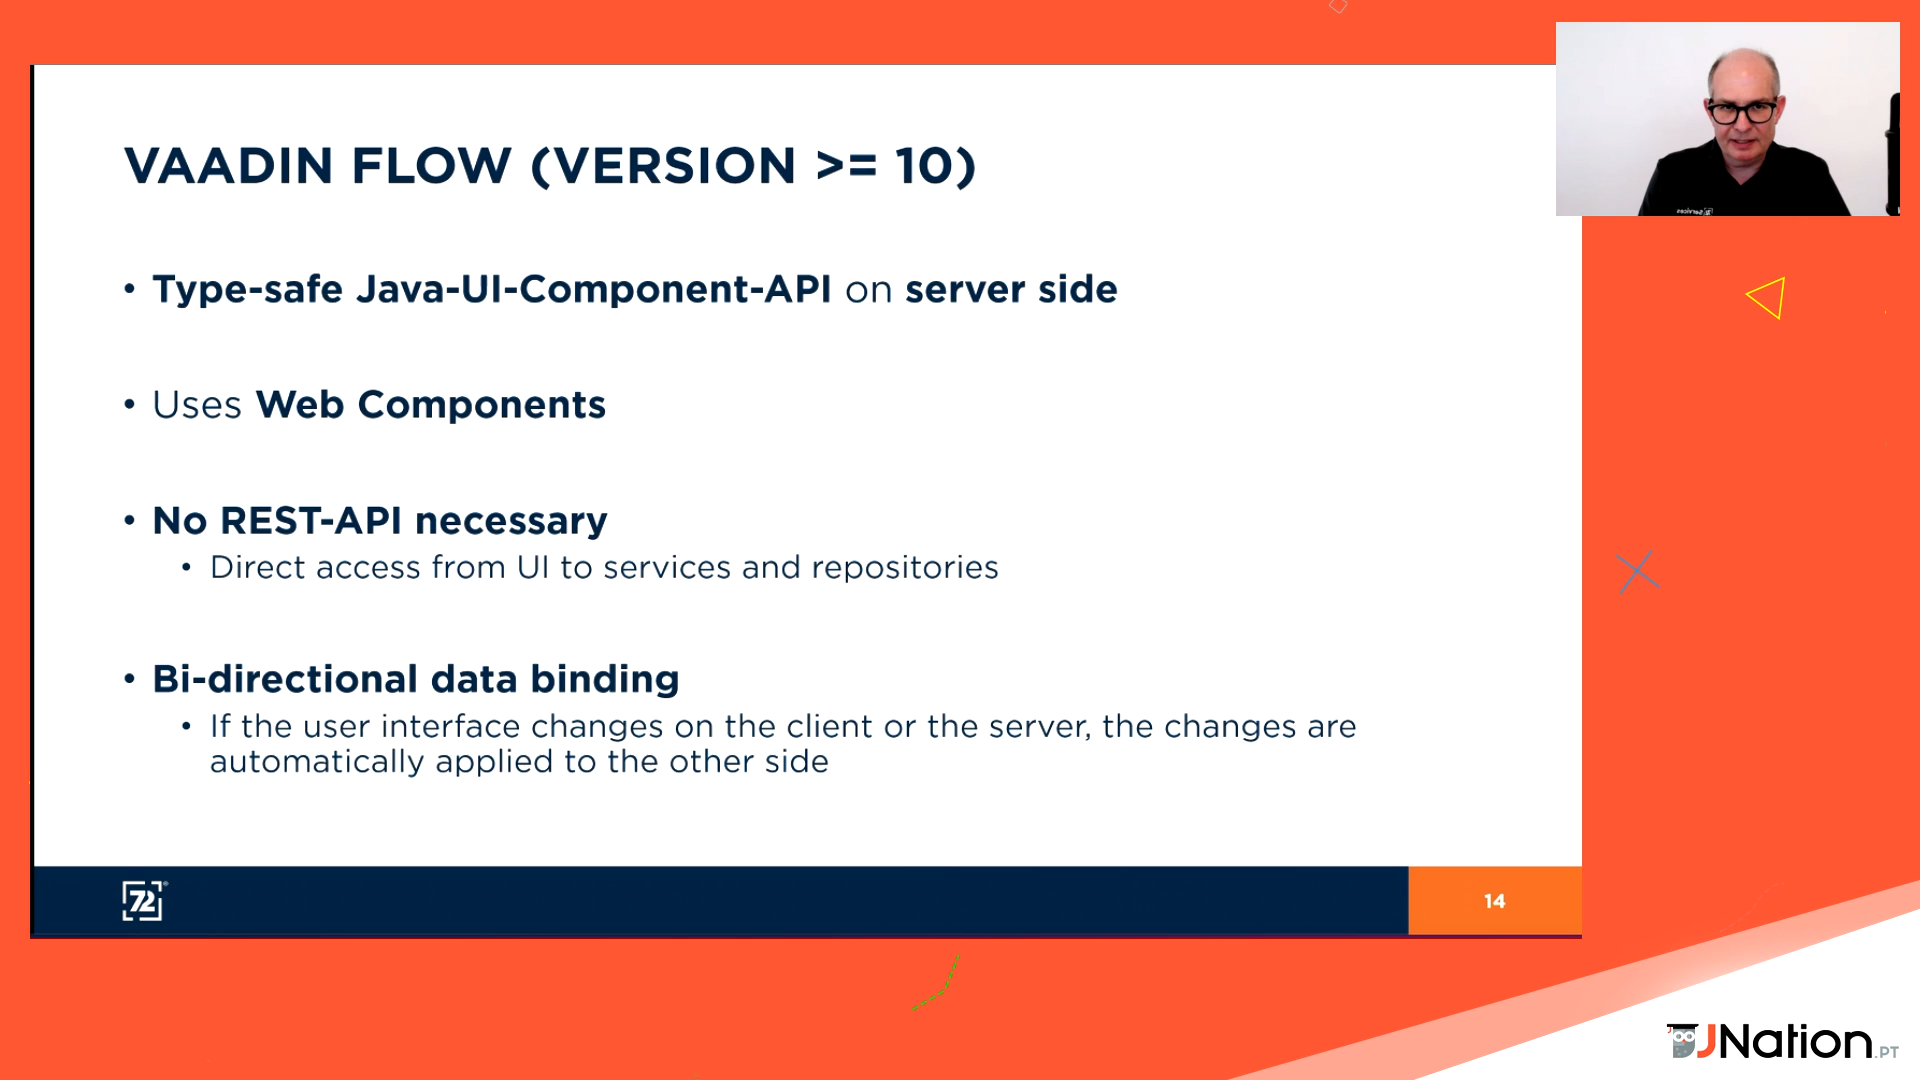 VAADIN FLOW (VERSION >= 10)
• Type-safe Java-UI-Component-API on server side
• Uses Web Components
• No REST-API necessary
• Direct access from UI to services and repositories
• Bi-directional data binding
• If the user interface changes on the client or the server, the changes are
automatically applied to the other side
72
14
JNation.PT